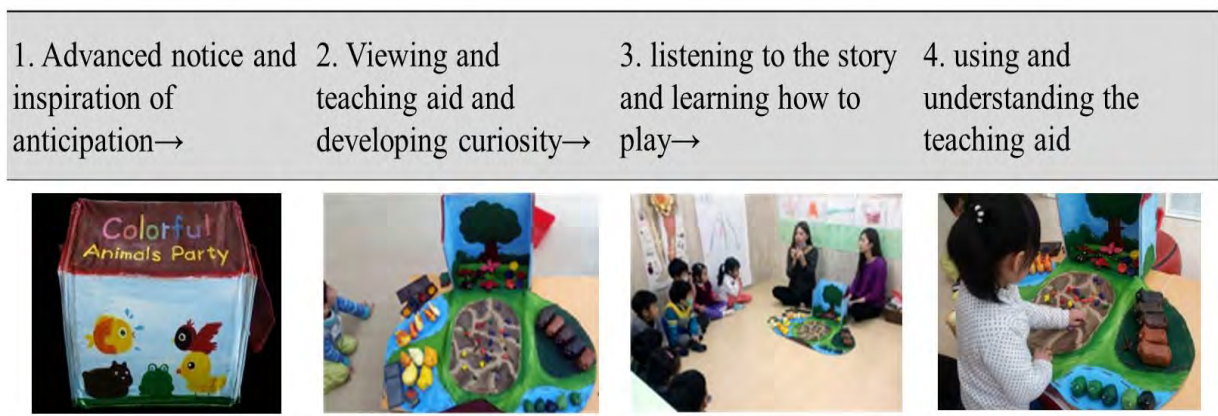 1. Advanced notice and
inspiration of
anticipation→
2. Viewing and
teaching aid and
developing curiosity→
3. listening to the story
and learning how to
play→
4. using and
understanding the
teaching aid
Colorful
Animals Party